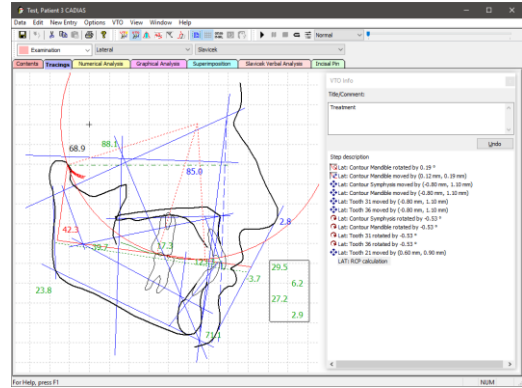 Text, Patient 3 CADIAS
Data Edit New Entry Options VTO View Window Help
Normal
Examination
Lateral
Slavicek
Contents Tracings Numerical Analysis Graphical Analysis Superimposition Slavicek Verbal Analysis Incisal Pin
VTO Info
Title/Comment:
Treatment
Undo
Step description
Lat: Contour Mandible rotated by 0.19 °
Lat: Contour Mandible moved by (0.12 mm, 0.19 mm)
Lat: Contour Symphysis moved by (-0.80 mm, 1.10 mm)
Lat: Contour Mandible moved by (-0.80 mm, 1.10 mm)
Lat: Tooth 31 moved by (-0.80 mm, 1.10 mm)
Lat: Tooth 36 moved by (-0.80 mm, 1.10 mm)
Lat: Contour Symphysis rotated by -0.53 °
Lat: Contour Mandible rotated by -0.53 °
Lat: Tooth 31 rotated by -0.53 °
Lat: Tooth 36 rotated by -0.53 °
Lat: Tooth 21 moved by (0.60 mm, 0.90 mm)
LAT: RCP calculation
68.9
88.1
85.0
2.8
42.3
17.3
3.7
23.8
29.5
6.2
27.2
2.9
For Help, press F1
NUM